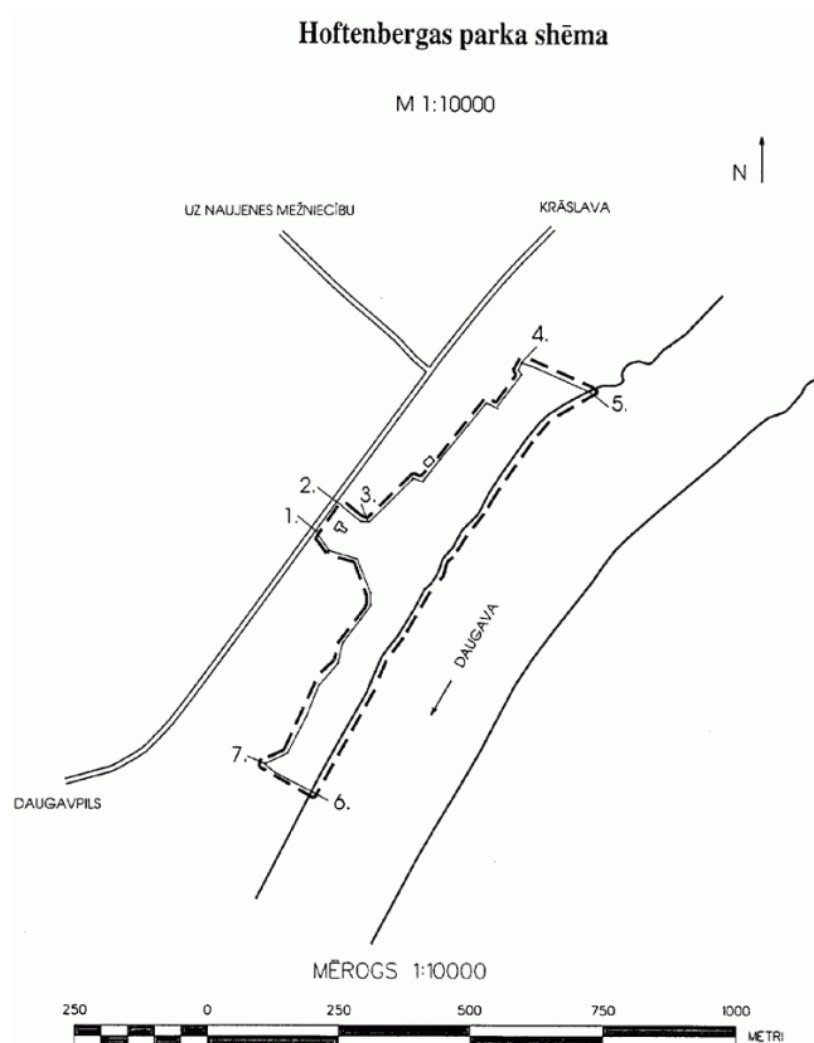 Hoftenbergas parka shēma
M 1:10000
N
UZ NAUJENES MEŽNIECĪBU
KRĀSLAVA
4.
5.
2.
3.
1.
DAUGAVA
7.
6.
DAUGAVPILS
MĒROGS 1:10000
250 0 250 500 750 1000
METRI